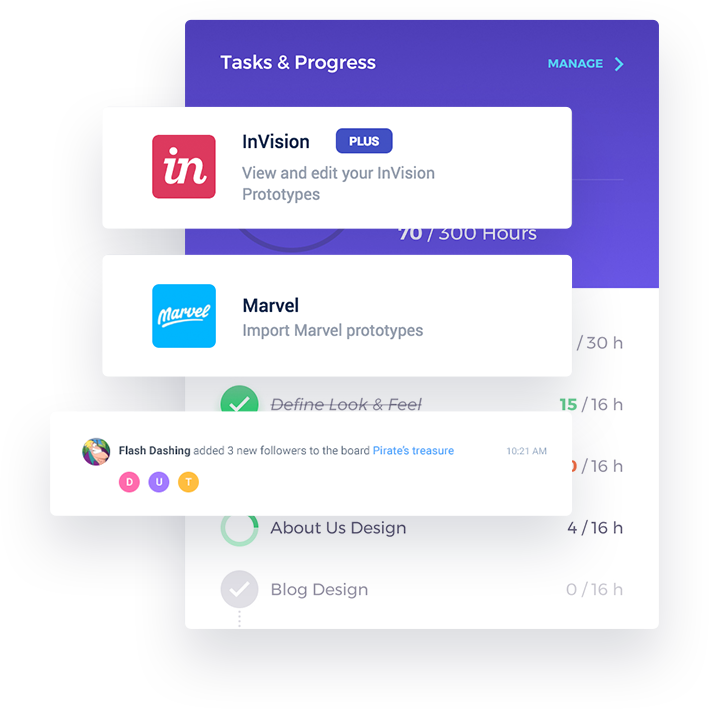 Tasks & Progress
MANAGE
in
InVision
PLUS
View and edit your InVision
Prototypes
70 / 300 Hours
Marvel
Marvel
Import Marvel prototypes
/ 30 h
Define Look & Feel
15 / 16 h
Flash Dashing added 3 new followers to the board Pirate's treasure
10:21 AM
/ 16 h
D U T
About Us Design
4 / 16 h
Blog Design
0 / 16 h